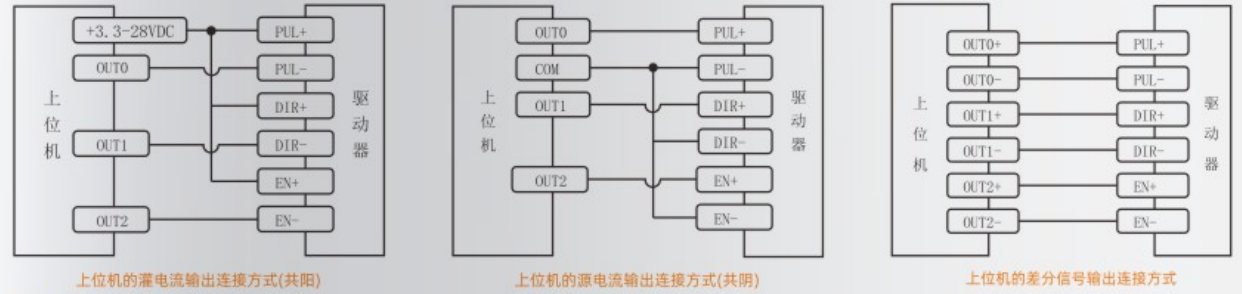 +3.3-28VDC
PUL+
OUT0
PUL-
DIR+
OUT1
DIR-
EN+
OUT2
EN-
上位机
驱动器
上位机的灌电流输出连接方式(共阳)
OUT0
PUL+
COM
PUL-
OUT1
DIR+
DIR-
OUT2
EN+
EN-
上位机
驱动器
上位机的源电流输出连接方式(共阴)
OUT0+
PUL+
OUT0-
PUL-
OUT1+
DIR+
OUT1-
DIR-
OUT2+
EN+
OUT2-
EN-
上位机
驱动器
上位机的差分信号输出连接方式